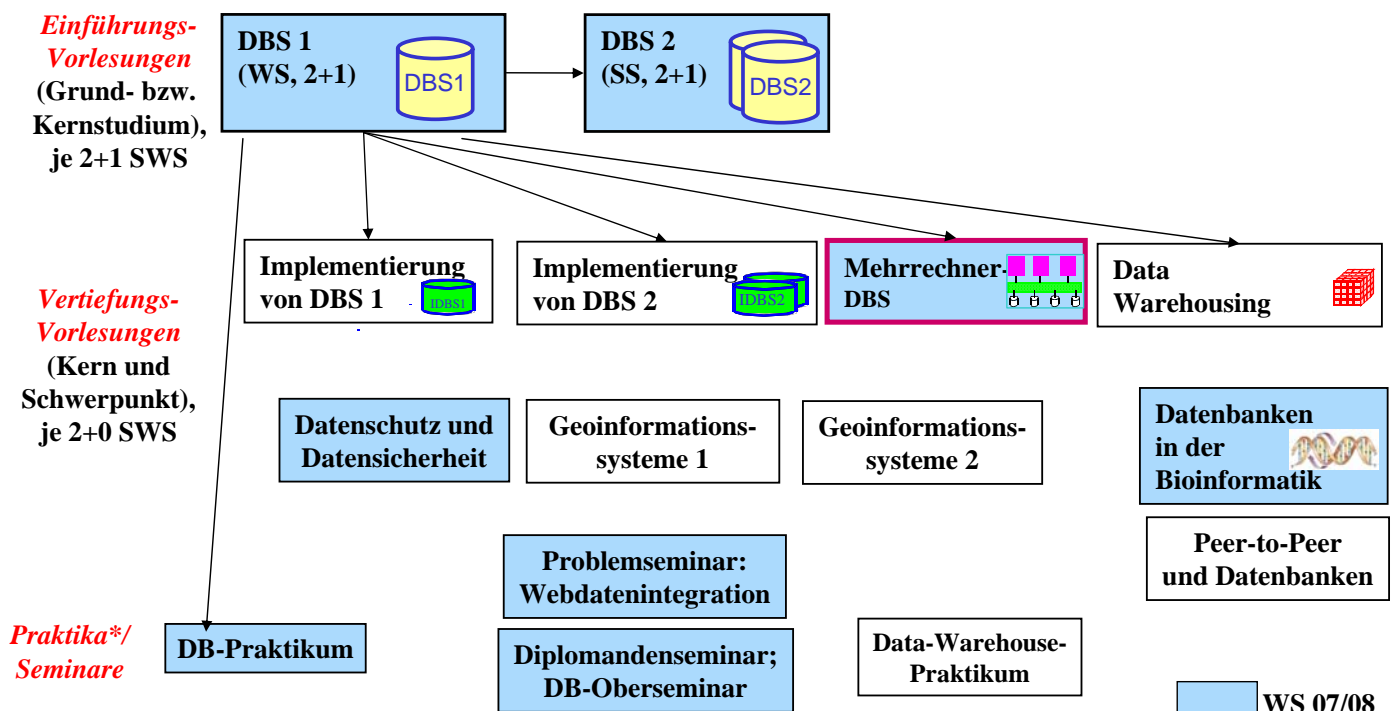 Einführungs-
Vorlesungen
(Grund- bzw.
Kernstudium),
je 2+1 SWS
DBS 1
(WS, 2+1)
DBS1
DBS 2
(SS, 2+1)
DBS2
Vertiefungs-
Vorlesungen
(Kern und
Schwerpunkt),
je 2+0 SWS
Implementierung
von DBS 1
IDBS1
Implementierung
von DBS 2
IDBS2
Mehrrechner-
DBS
Data
Warehousing
Datenschutz und
Datensicherheit
Geoinformations-
systeme 1
Geoinformations-
systeme 2
Datenbanken
in der
Bioinformatik
Peer-to-Peer
und Datenbanken
Praktika*/
Seminare
DB-Praktikum
Problemseminar:
Webdatenintegration
Diplomandenseminar;
DB-Oberseminar
Data-Warehouse-
Praktikum
WS 07/08